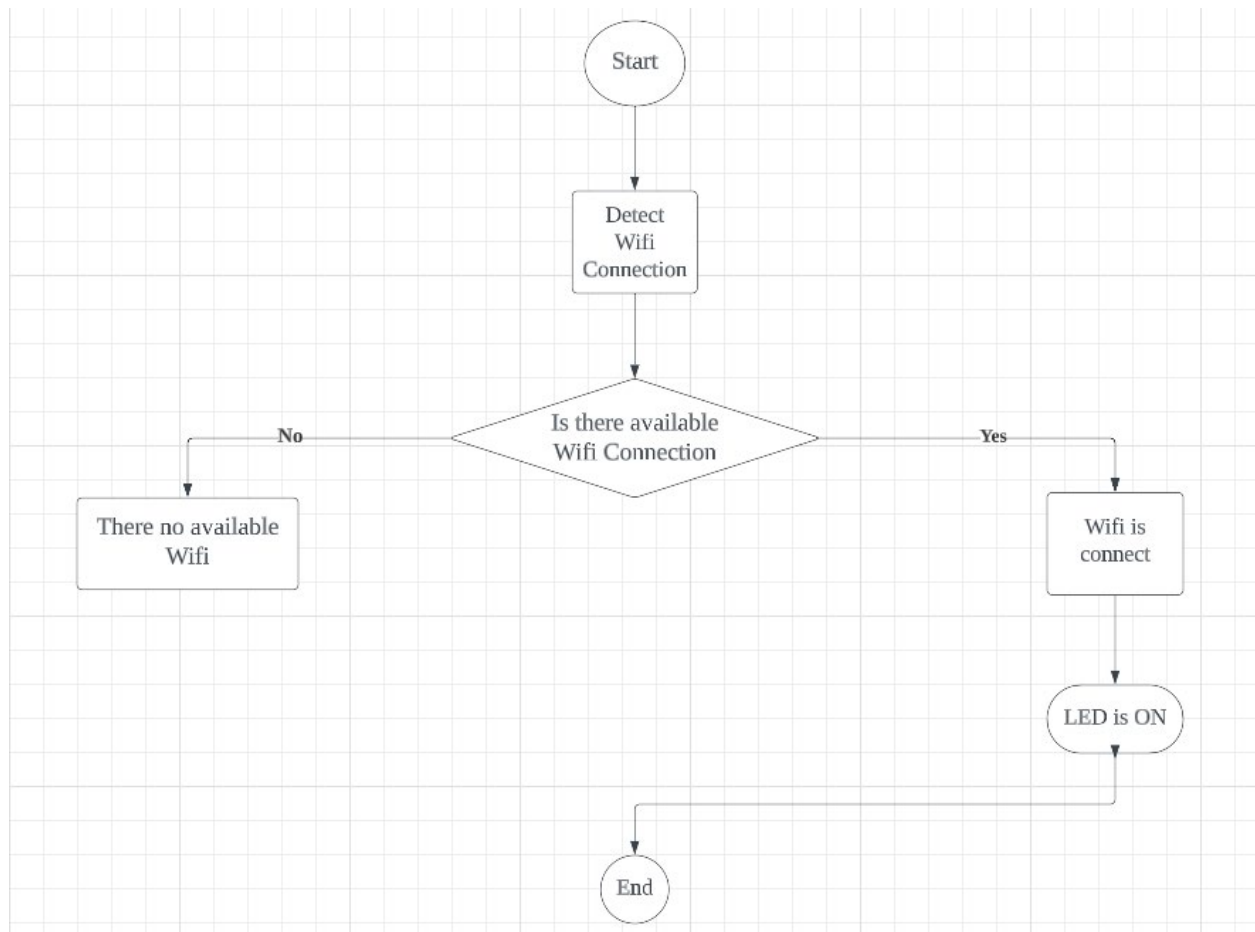 Start
Detect
Wifi
Connection
Is there available
Wifi Connection
No
Yes
There no available
Wifi
Wifi is
connect
LED is ON
End